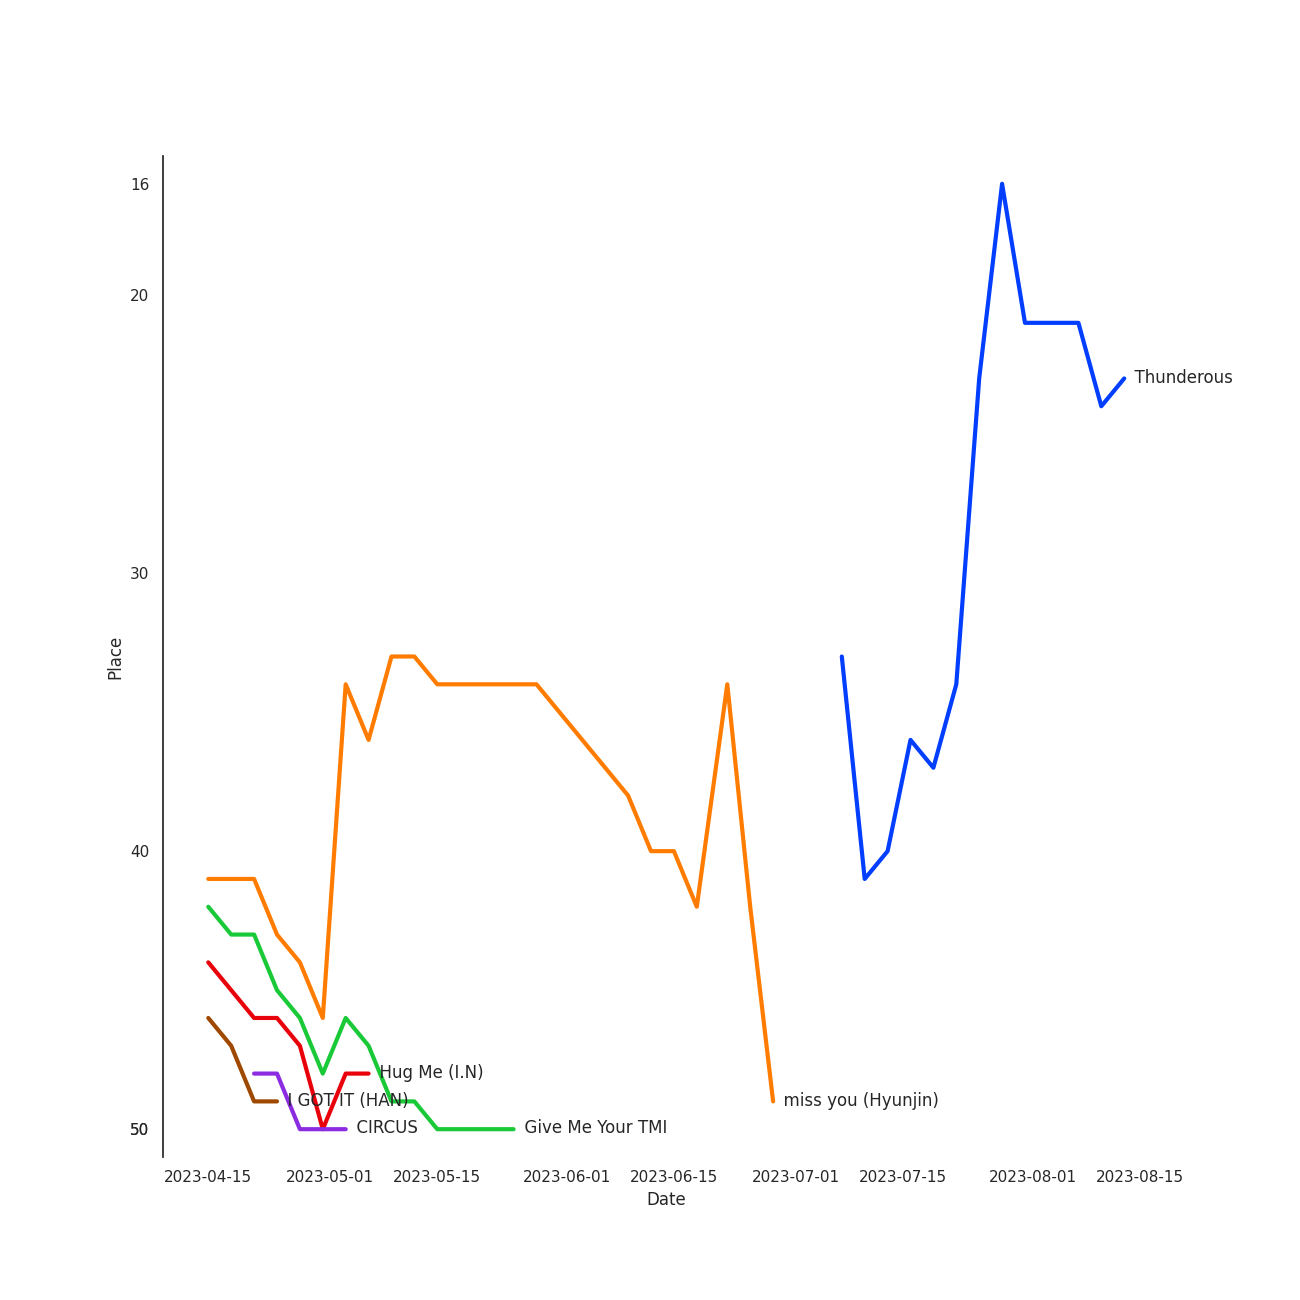 16
20
30
40
50
Place
Thunderous
Hug Me (I.N)
I GOT IT (HAN)
miss you (Hyunjin)
CIRCUS
Give Me Your TMI
2023-04-15
2023-05-01
2023-05-15
2023-06-01
2023-06-15
2023-07-01
2023-07-15
2023-08-01
2023-08-15
Date